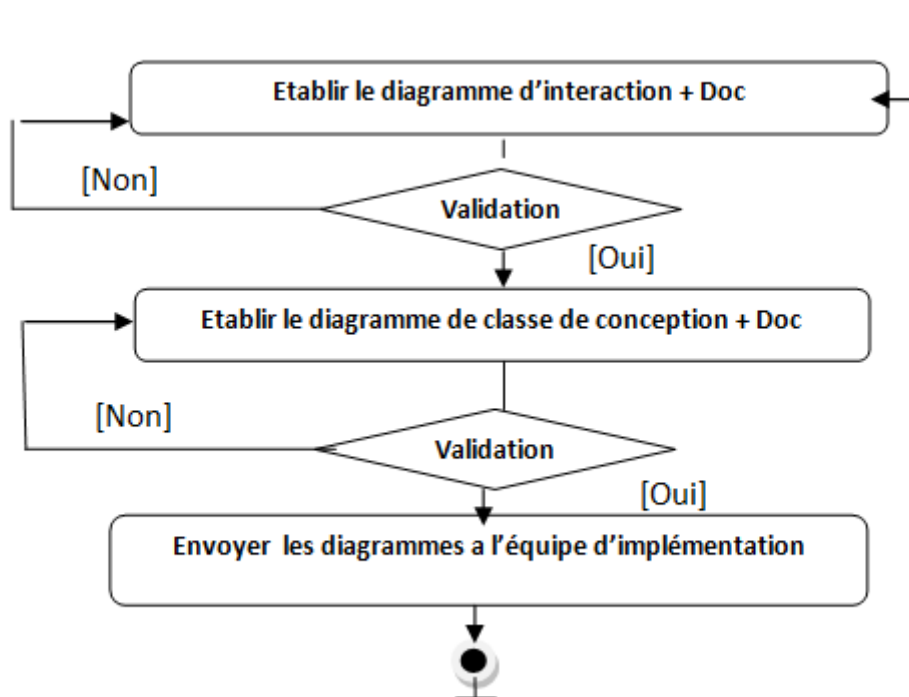 Etablir le diagramme d’interaction + Doc
[Non]
Validation
[Oui]
Etablir le diagramme de classe de conception + Doc
[Non]
Validation
[Oui]
Envoyer les diagrammes a l’équipe d’implémentation